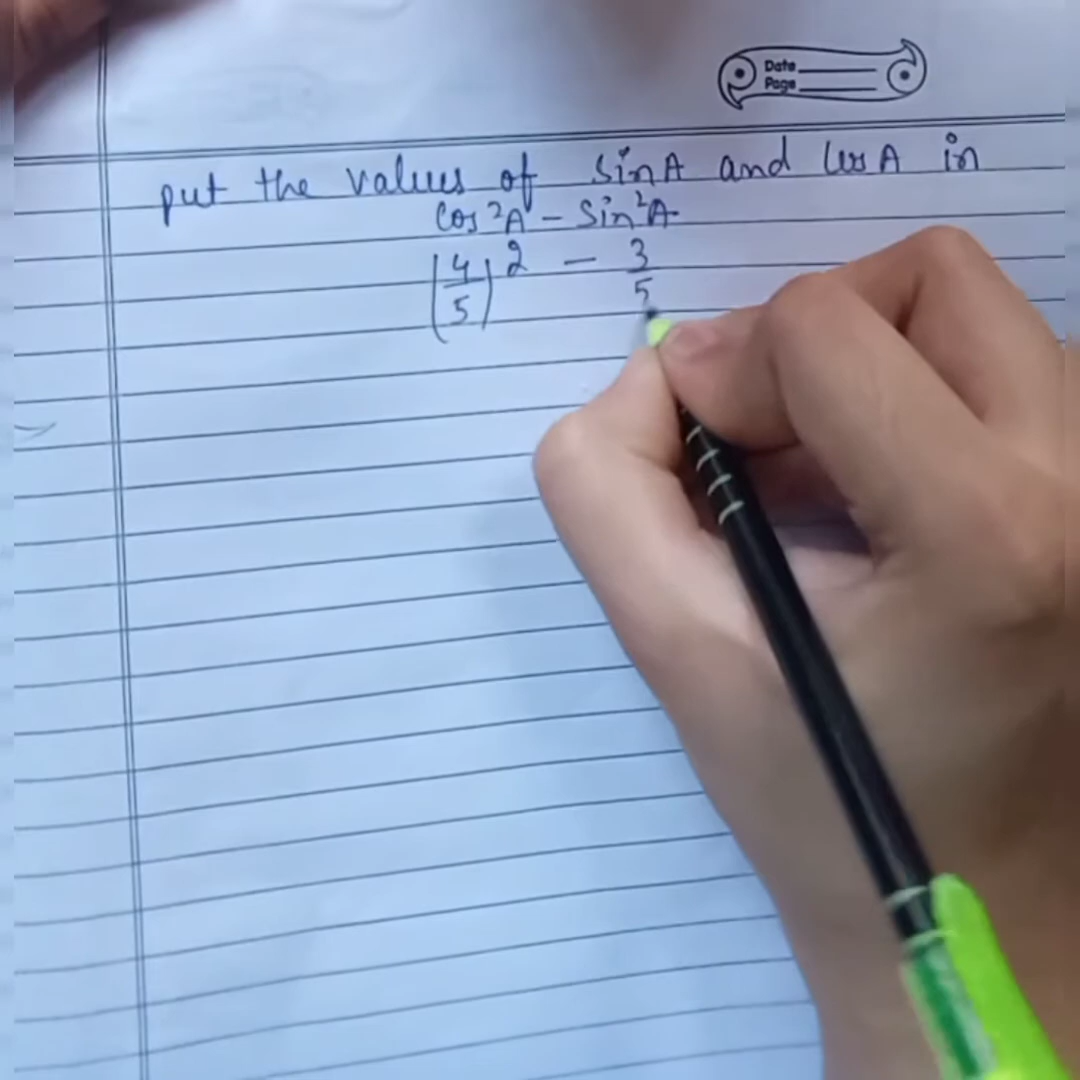 Date
Page
put the values of sinA and cosA in
cos²A - sin²A
(4/5)² - 3/5